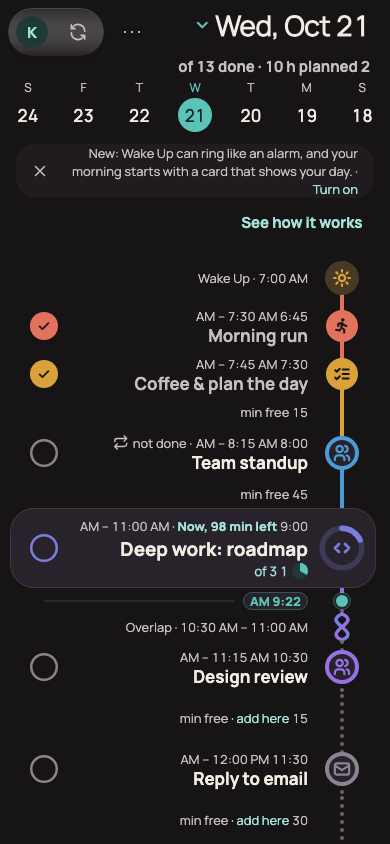 K
...
Wed, Oct 21
of 13 done · 10 h planned 2
S F T W T M S
24 23 22 21 20 19 18
New: Wake Up can ring like an alarm, and your
morning starts with a card that shows your day. ·
Turn on
See how it works
Wake Up · 7:00 AM
AM – 7:30 AM 6:45
Morning run
AM – 7:45 AM 7:30
Coffee & plan the day
min free 15
not done · AM – 8:15 AM 8:00
Team standup
min free 45
AM – 11:00 AM · Now, 98 min left 9:00
Deep work: roadmap
of 3 1
AM 9:22
Overlap · 10:30 AM – 11:00 AM
AM – 11:15 AM 10:30
Design review
min free · add here 15
AM – 12:00 PM 11:30
Reply to email
min free · add here 30